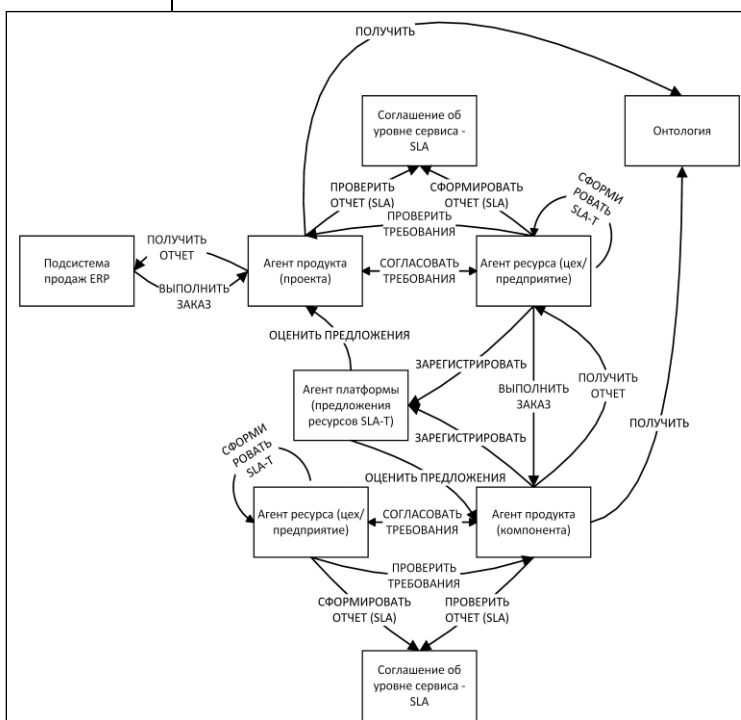 ПОЛУЧИТЬ
Соглашение об
уровне сервиса -
SLA
Онтология
ПРОВЕРИТЬ
ОТЧЕТ (SLA)
СФОРМИРОВАТЬ
ОТЧЕТ (SLA)
СФОРМИ
РОВАТЬ
SLA-T
ПРОВЕРИТЬ
ТРЕБОВАНИЯ
Подсистема
продаж ERP
ПОЛУЧИТЬ
ОТЧЕТ
ВЫПОЛНИТЬ
ЗАКАЗ
Агент продукта
(проекта)
СОГЛАСОВАТЬ
ТРЕБОВАНИЯ
Агент ресурса (цех/
предприятие)
ОЦЕНИТЬ ПРЕДЛОЖЕНИЯ
ЗАРЕГИСТРИРОВАТЬ
Агент платформы
(предложения
ресурсов SLA-T)
ВЫПОЛНИТЬ
ЗАКАЗ
ПОЛУЧИТЬ
ОТЧЕТ
ПОЛУЧИТЬ
ЗАРЕГИСТРИРОВАТЬ
СФОРМИ
РОВАТЬ
SLA-T
ОЦЕНИТЬ ПРЕДЛОЖЕНИЯ
Агент ресурса (цех/
предприятие)
СОГЛАСОВАТЬ
ТРЕБОВАНИЯ
Агент продукта
(компонента)
ПРОВЕРИТЬ
ТРЕБОВАНИЯ
СФОРМИРОВАТЬ
ОТЧЕТ (SLA)
ПРОВЕРИТЬ
ОТЧЕТ (SLA)
Соглашение об
уровне сервиса -
SLA